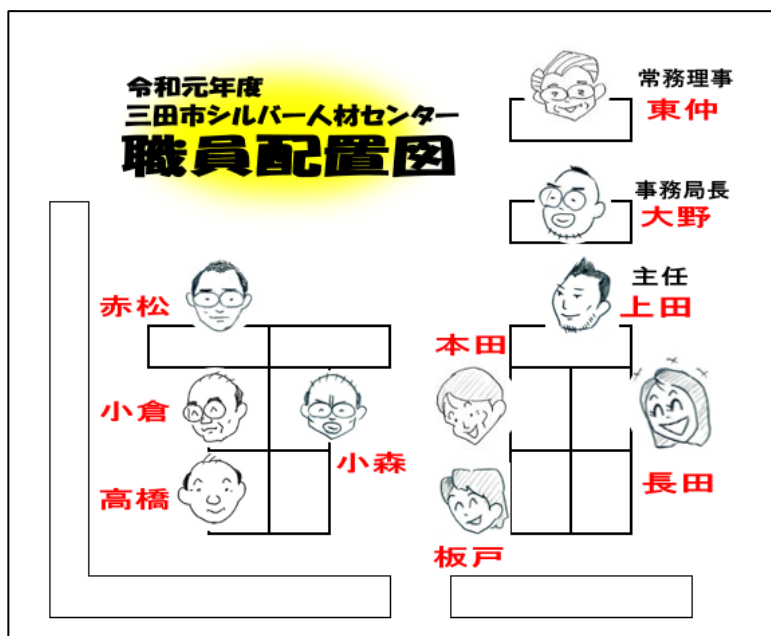 令和元年度
三田市シルバー人材センター
職員配置図
常務理事
東仲
事務局長
大野
主任
上田
赤松
本田
小倉
小森
高橋
長田
板戸